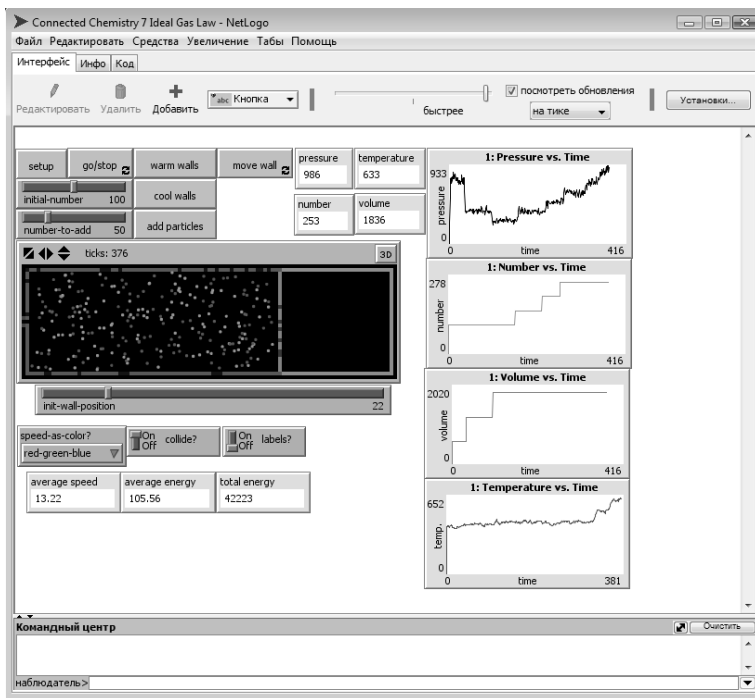 Connected Chemistry 7 Ideal Gas Law - NetLogo
Файл Редактировать Средства Увеличение Табы Помощь
Интерфейс Инфо Код
Редактировать Удалить Добавить abc Кнопка быстрее посмотреть обновления на тике Установки...
setup go/stop warm walls move wall
initial-number 100 cool walls
number-to-add 50 add particles
pressure 986 temperature 633
number 253 volume 1836
ticks: 376 3D
init-wall-position 22
speed-as-color? red-green-blue
On Off collide?
On Off labels?
average speed 13.22
average energy 105.56
total energy 42223
1: Pressure vs. Time
933
pressure
0
0 time 416
1: Number vs. Time
278
number
0
0 time 416
1: Volume vs. Time
2020
volume
0
0 time 416
1: Temperature vs. Time
652
temp.
0
0 time 381
Командный центр Очистить
наблюдатель>